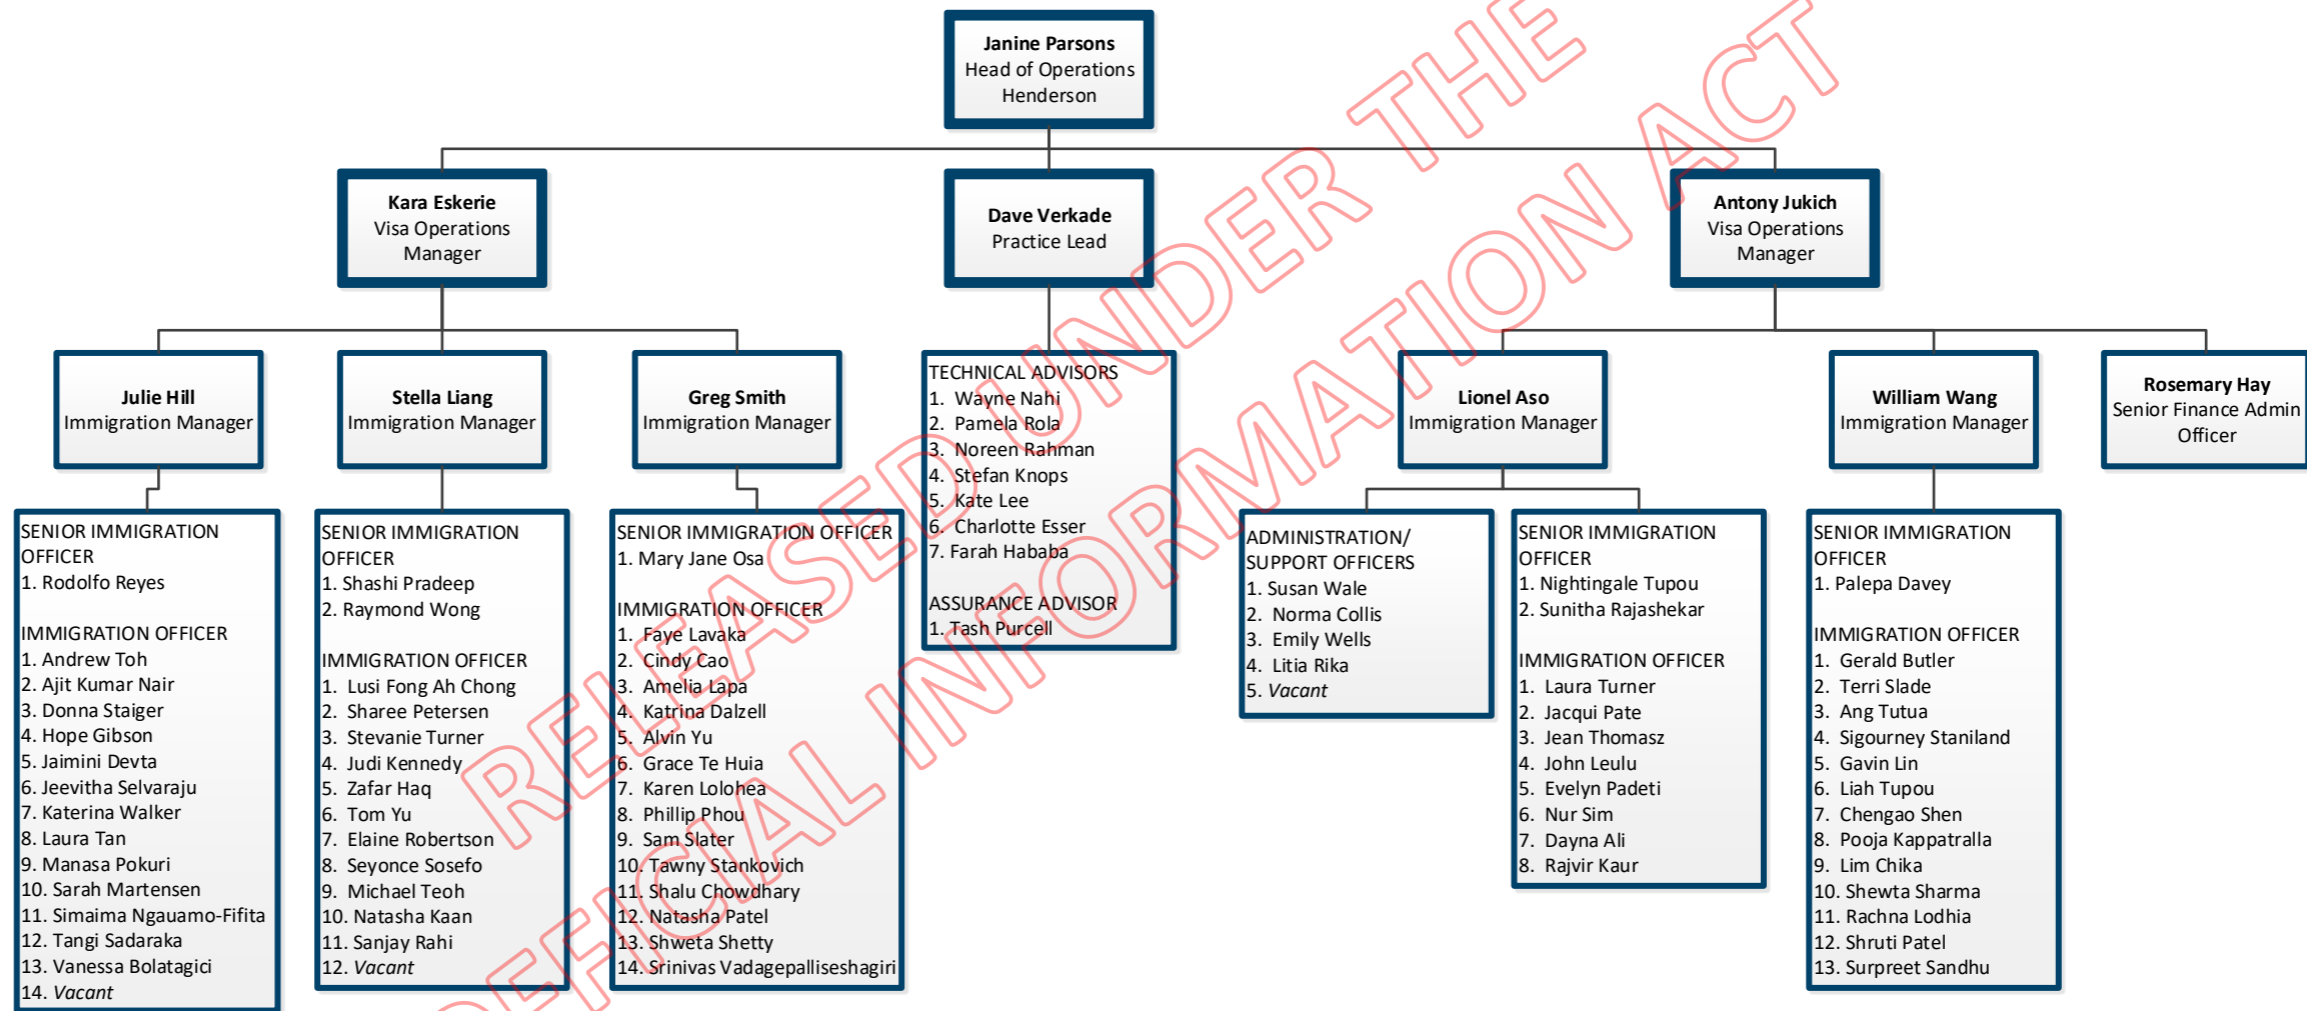 Janine Parsons
Head of Operations
Henderson
Kara Eskerie
Visa Operations
Manager
Dave Verkade
Practice Lead
Antony Jukich
Visa Operations
Manager
Julie Hill
Immigration Manager
Stella Liang
Immigration Manager
Greg Smith
Immigration Manager
TECHNICAL ADVISORS
1. Wayne Nahi
2. Pamela Rola
3. Noreen Rahman
4. Stefan Knops
5. Kate Lee
6. Charlotte Esser
7. Farah Hababa
ASSURANCE ADVISOR
1. Tash Purcell
Lionel Aso
Immigration Manager
William Wang
Immigration Manager
Rosemary Hay
Senior Finance Admin
Officer
SENIOR IMMIGRATION
OFFICER
1. Rodolfo Reyes
IMMIGRATION OFFICER
1. Andrew Toh
2. Ajit Kumar Nair
3. Donna Staiger
4. Hope Gibson
5. Jaimini Devta
6. Jeevitha Selvaraju
7. Katerina Walker
8. Laura Tan
9. Manasa Pokuri
10. Sarah Martensen
11. Simaima Ngauamo-Fifita
12. Tangi Sadaraka
13. Vanessa Bolatagici
14. Vacant
SENIOR IMMIGRATION
OFFICER
1. Shashi Pradeep
2. Raymond Wong
IMMIGRATION OFFICER
1. Lusi Fong Ah Chong
2. Sharee Petersen
3. Stevanie Turner
4. Judi Kennedy
5. Zafar Haq
6. Tom Yu
7. Elaine Robertson
8. Seyonce Sosefo
9. Michael Teoh
10. Natasha Kaan
11. Sanjay Rahi
12. Vacant
SENIOR IMMIGRATION OFFICER
1. Mary Jane Osa
IMMIGRATION OFFICER
1. Faye Lavaka
2. Cindy Cao
3. Amelia Lapa
4. Katrina Dalzell
5. Alvin Yu
6. Grace Te Huia
7. Karen Lolohea
8. Phillip Phou
9. Sam Slater
10. Tawny Stankovich
11. Shalu Chowdhary
12. Natasha Patel
13. Shweta Shetty
14. Srinivas Vadagepalliseshagiri
ADMINISTRATION/
SUPPORT OFFICERS
1. Susan Wale
2. Norma Collis
3. Emily Wells
4. Litia Rika
5. Vacant
SENIOR IMMIGRATION
OFFICER
1. Nightingale Tupou
2. Sunitha Rajashekar
IMMIGRATION OFFICER
1. Laura Turner
2. Jacqui Pate
3. Jean Thomasz
4. John Leulu
5. Evelyn Padeti
6. Nur Sim
7. Dayna Ali
8. Rajvir Kaur
SENIOR IMMIGRATION
OFFICER
1. Palepa Davey
IMMIGRATION OFFICER
1. Gerald Butler
2. Terri Slade
3. Ang Tutua
4. Sigourney Staniland
5. Gavin Lin
6. Liah Tupou
7. Chengao Shen
8. Pooja Kappatralla
9. Lim Chika
10. Shewta Sharma
11. Rachna Lodhia
12. Shruti Patel
13. Surpreet Sandhu
RELEASED UNDER THE
OFFICIAL INFORMATION ACT